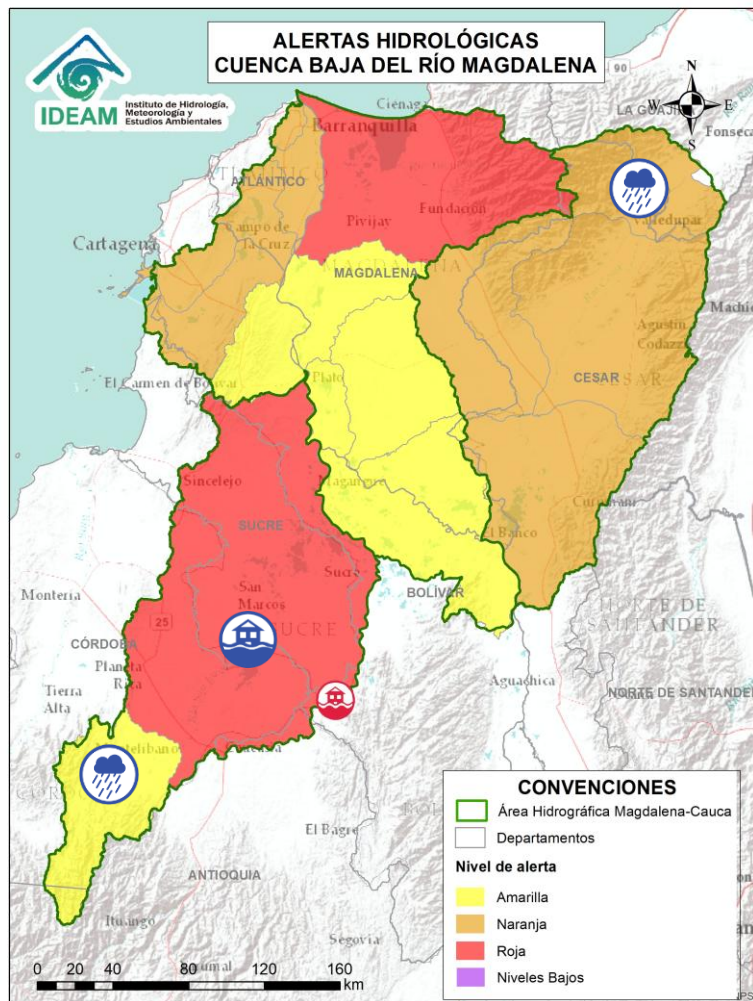 ALERTAS HIDROLÓGICAS
CUENCA BAJA DEL RÍO MAGDALENA
IDEAM
Instituto de Hidrología,
Meteorología y
Estudios Ambientales
N
W
E
S
90
Ciénaga
Barranquilla
Fonseca
ATLÁNTICO
Valledupar
Pivijay
Fundación
Campo de
la Cruz
Cartagena
MAGDALENA
Agustín
Codazzi
El Carmen de Bolívar
Plato
CESAR
Sincelejo
Magangué
SUCRE
El Banco
Sucre
San
Marcos
SUCRE
BOLÍVAR
Montería
25
CÓRDOBA
Planeta
Rica
NORTE DE
SANTANDER
Tierra
Alta
Aguachica
NORTE DE SANTANDER
El Bagre
ANTIOQUIA
Ituango
Segovia
0 20 40 80 120 160
km
CONVENCIONES
Área Hidrográfica Magdalena-Cauca
Departamentos
Nivel de alerta
Amarilla
Naranja
Roja
Niveles Bajos